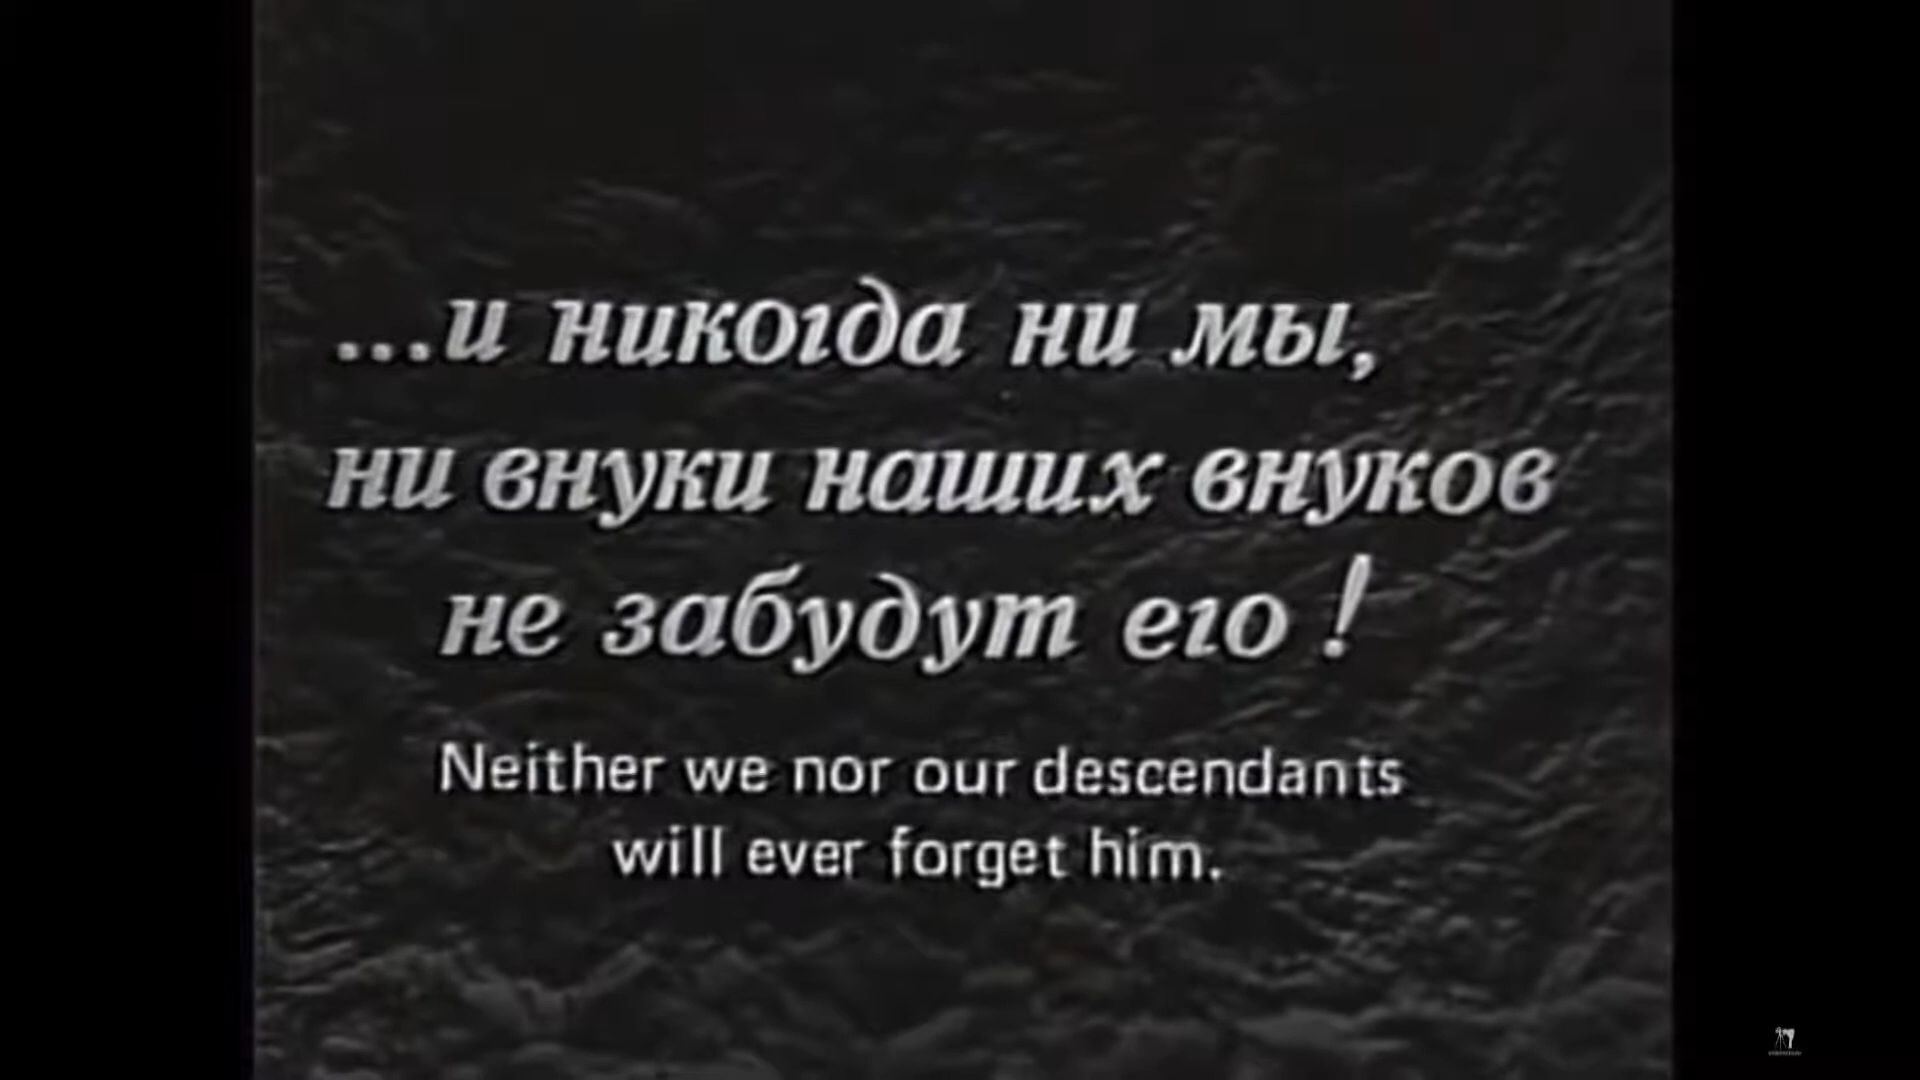 ...и никогда ни мы,
ни внуки наших внуков
не забудут его!
Neither we nor our descendants
will ever forget him.